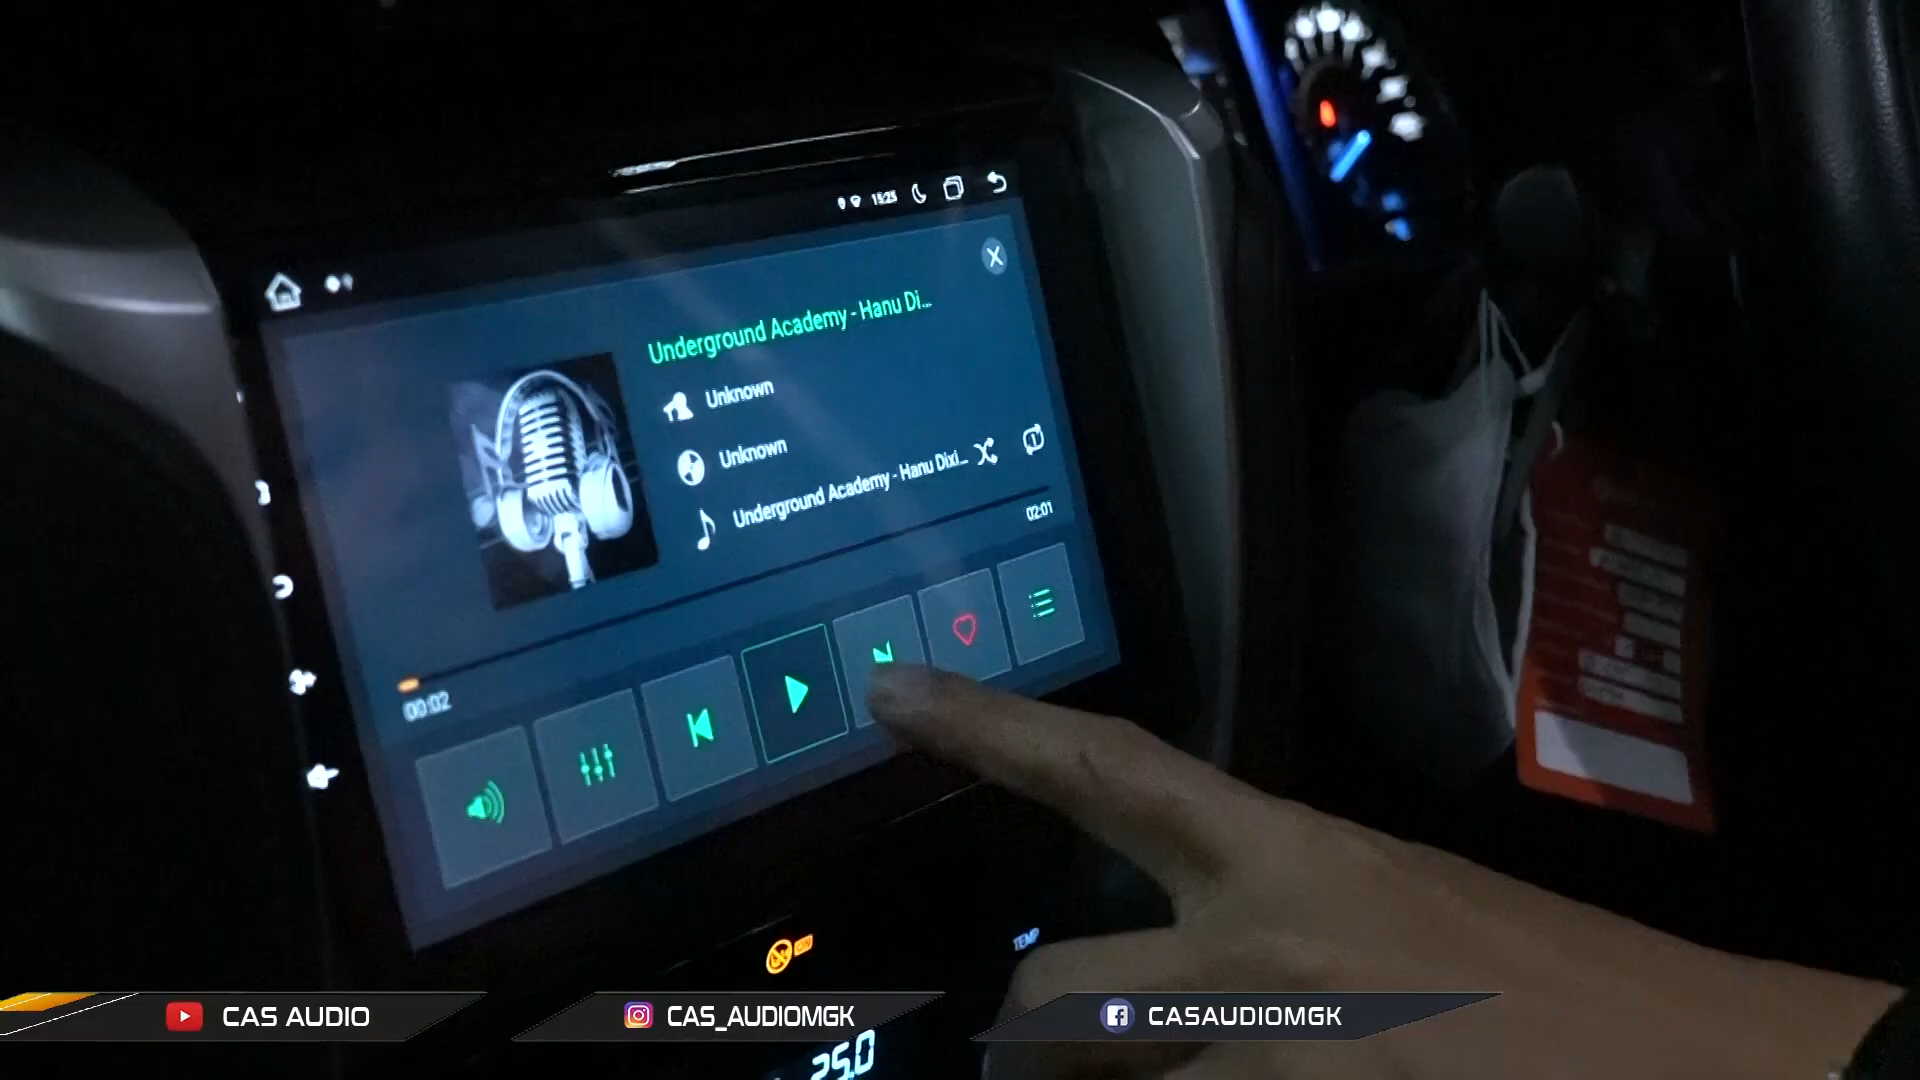 15:25
Underground Academy - Hanu Di...
Unknown
Unknown
Underground Academy - Hanu Dixi...
02:01
00:02
TEMP
CAS AUDIO
CAS_AUDIOMGK
CASAUDIOMGK
25.0